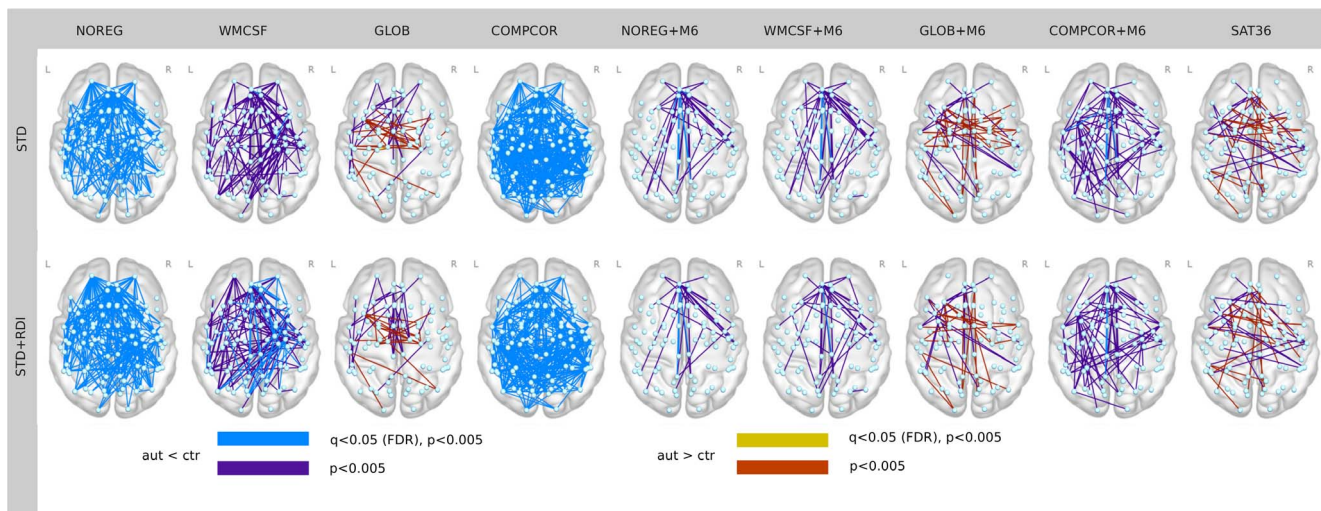 NOREG WMCSF GLOB COMPCOR NOREG+M6 WMCSF+M6 GLOB+M6 COMPCOR+M6 SAT36
STD
L R L R L R L R L R L R L R L R L R
STD+RDI
L R L R L R L R L R L R L R L R L R
aut < ctr
q<0.05 (FDR), p<0.005
p<0.005
aut > ctr
q<0.05 (FDR), p<0.005
p<0.005